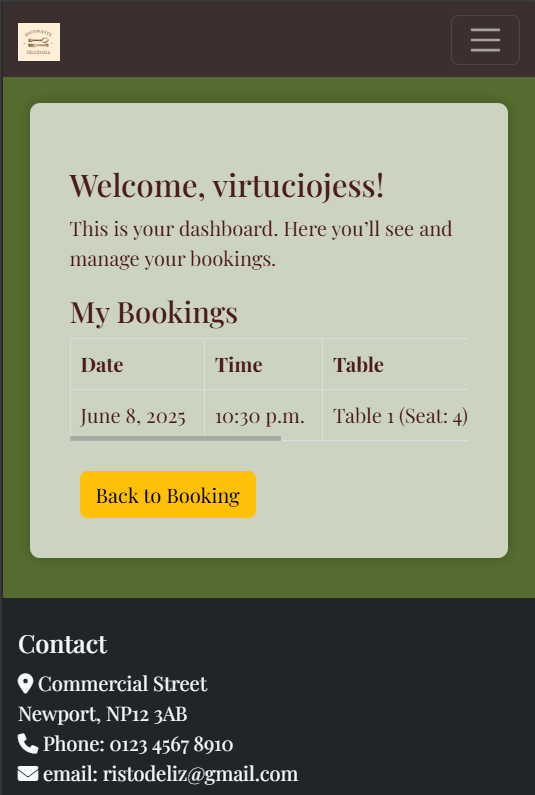 RISTORANTE
DELIZIOSA
Welcome, virtuciojess!
This is your dashboard. Here you’ll see and
manage your bookings.
My Bookings
Date Time Table
June 8, 2025 10:30 p.m. Table 1 (Seat: 4)
Back to Booking
Contact
Commercial Street
Newport, NP12 3AB
Phone: 0123 4567 8910
email: ristodeliz@gmail.com